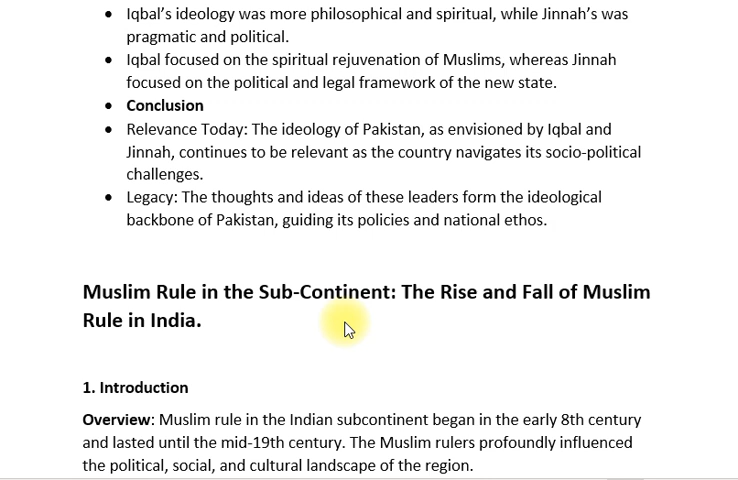 • Iqbal’s ideology was more philosophical and spiritual, while Jinnah’s was
pragmatic and political.
• Iqbal focused on the spiritual rejuvenation of Muslims, whereas Jinnah
focused on the political and legal framework of the new state.
• Conclusion
• Relevance Today: The ideology of Pakistan, as envisioned by Iqbal and
Jinnah, continues to be relevant as the country navigates its socio-political
challenges.
• Legacy: The thoughts and ideas of these leaders form the ideological
backbone of Pakistan, guiding its policies and national ethos.
Muslim Rule in the Sub-Continent: The Rise and Fall of Muslim
Rule in India.
1. Introduction
Overview: Muslim rule in the Indian subcontinent began in the early 8th century
and lasted until the mid-19th century. The Muslim rulers profoundly influenced
the political, social, and cultural landscape of the region.